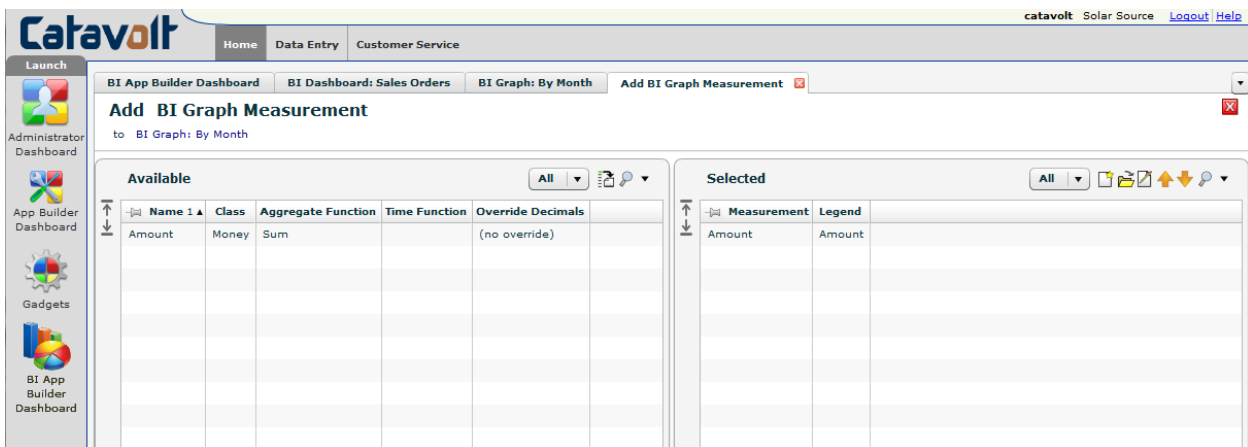 catavolt Solar Source Logout Help
Catavolt
Home Data Entry Customer Service
Launch
Administrator
Dashboard
App Builder
Dashboard
Gadgets
BI App
Builder
Dashboard
BI App Builder Dashboard BI Dashboard: Sales Orders BI Graph: By Month Add BI Graph Measurement
Add BI Graph Measurement
to BI Graph: By Month
Available All
Name 1 Class Aggregate Function Time Function Override Decimals
Amount Money Sum (no override)
Selected All
Measurement Legend
Amount Amount